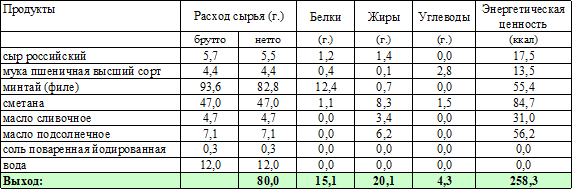 Продукты Расход сырья (г.) Белки Жиры Углеводы Энергетическая ценность
брутто нетто (г.) (г.) (г.) (ккал)
сыр российский 5,7 5,5 1,2 1,4 0,0 17,5
мука пшеничная высший сорт 4,4 4,4 0,4 0,1 2,8 13,5
минтай (филе) 93,6 82,8 12,4 0,7 0,0 55,4
сметана 47,0 47,0 1,1 8,3 1,5 84,7
масло сливочное 4,7 4,7 0,0 3,4 0,0 31,0
масло подсолнечное 7,1 7,1 0,0 6,2 0,0 56,2
соль поваренная йодированная 0,3 0,3 0,0 0,0 0,0 0,0
вода 12,0 12,0 0,0 0,0 0,0 0,0
Выход: 80,0 15,1 20,1 4,3 258,3